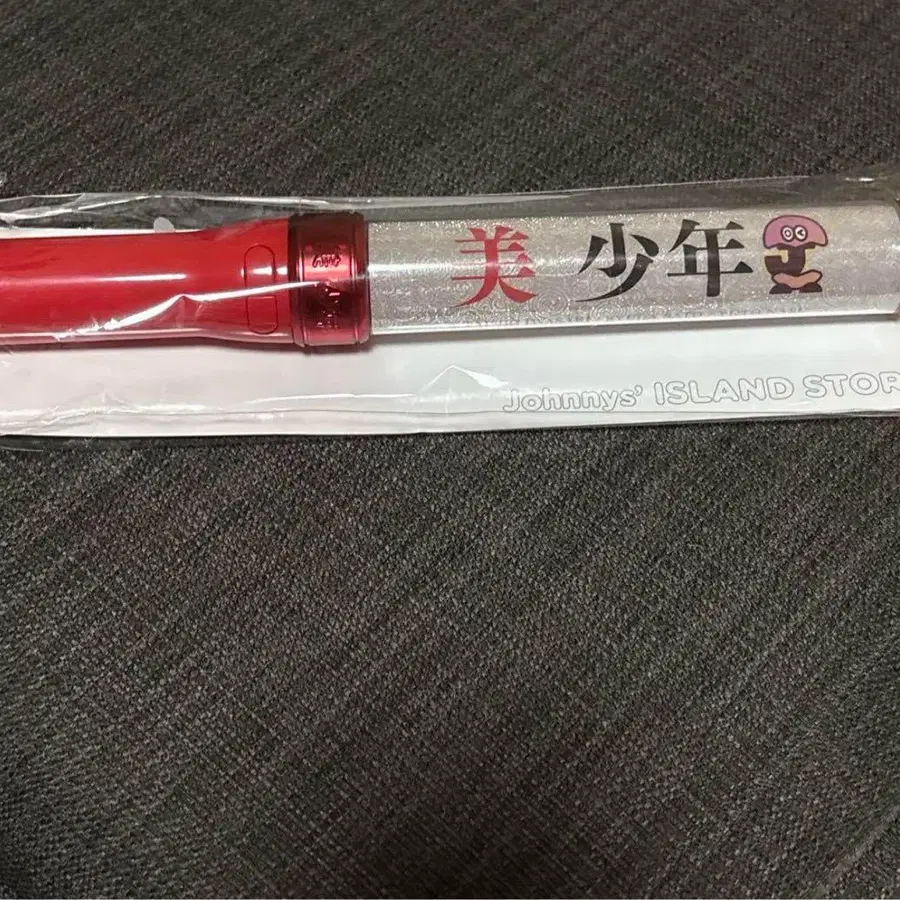 美 少年
Johnnys' ISLAND STOR